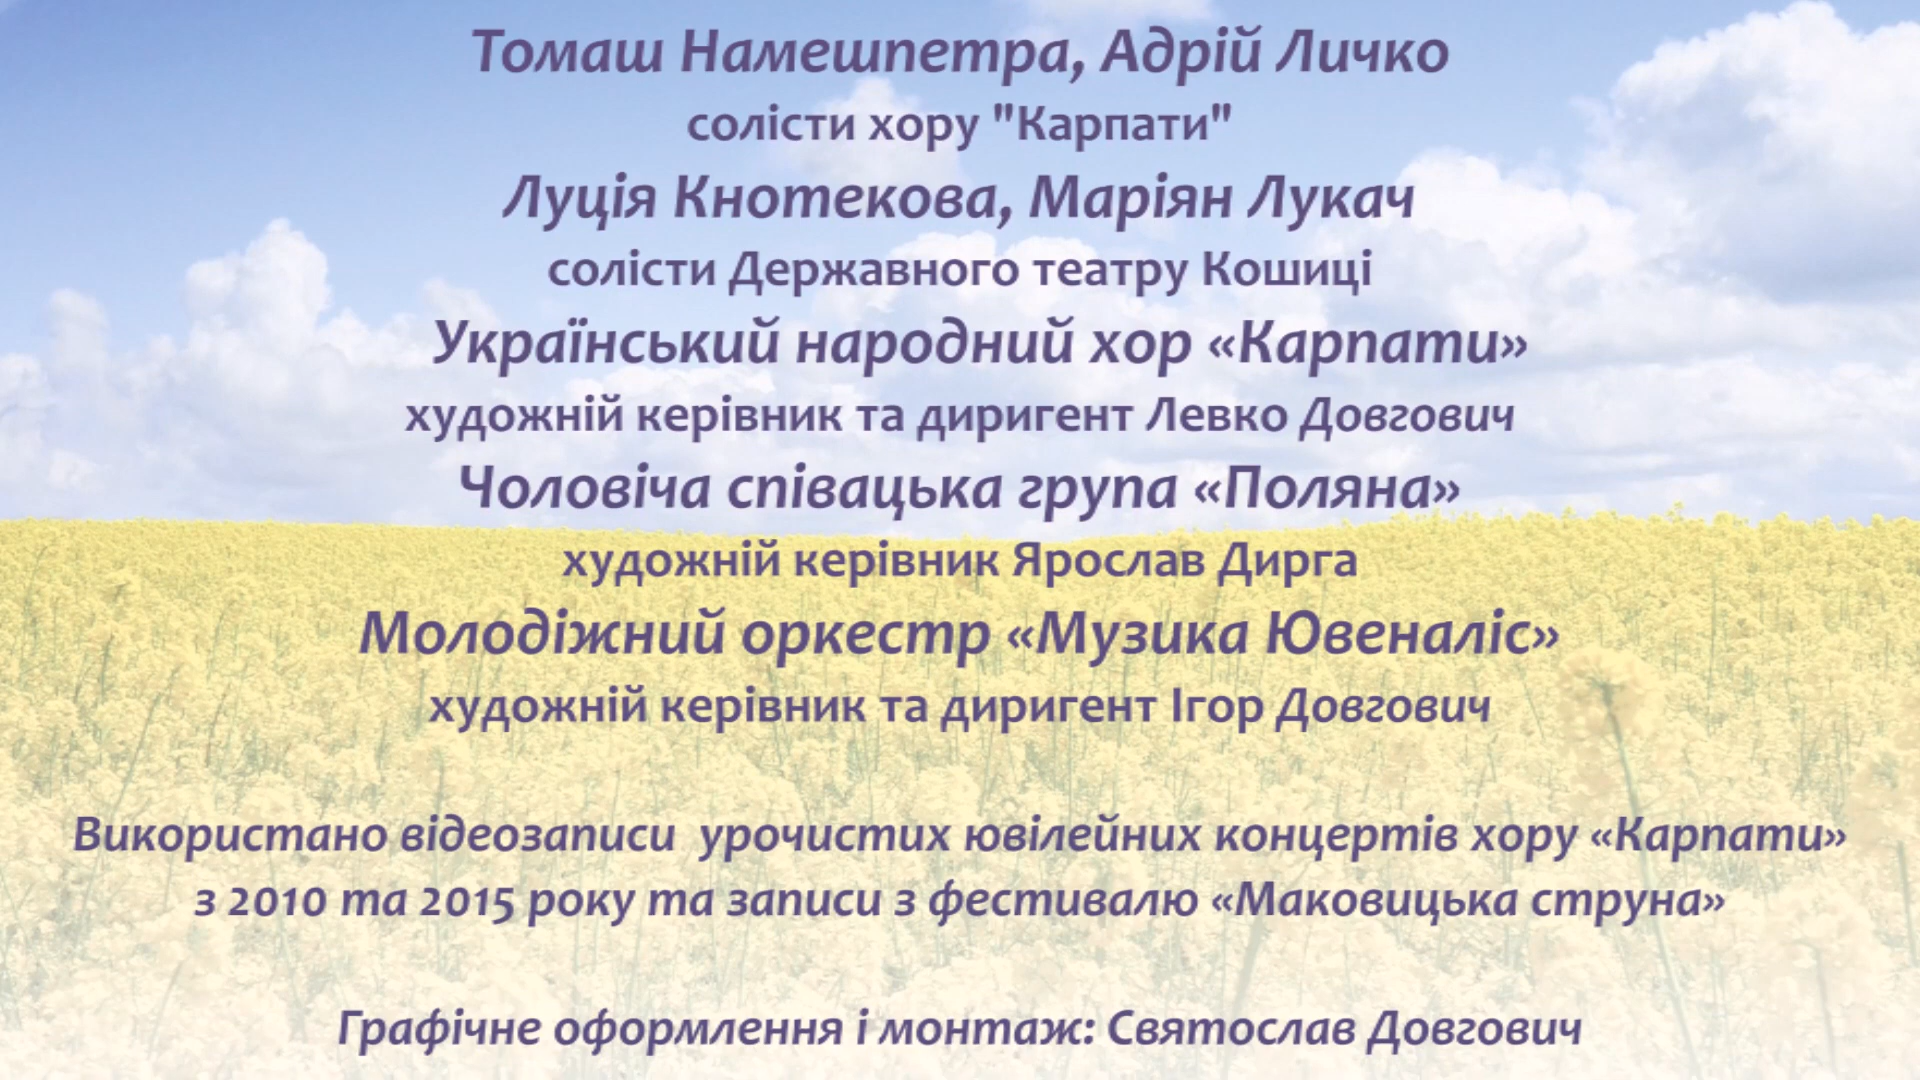 Томаш Намешпетра, Адрій Личко
солісти хору "Карпати"
Луція Кнотекова, Маріян Лукач
солісти Державного театру Кошиці
Український народний хор «Карпати»
художній керівник та диригент Левко Довгович
Чоловіча співацька група «Поляна»
художній керівник Ярослав Дирга
Молодіжний оркестр «Музика Ювеналіс»
художній керівник та диригент Ігор Довгович
Використано відеозаписи  урочистих ювілейних концертів хору «Карпати»
з 2010 та 2015 року та записи з фестивалю «Маковицька струна»
Графічне оформлення і монтаж: Святослав Довгович